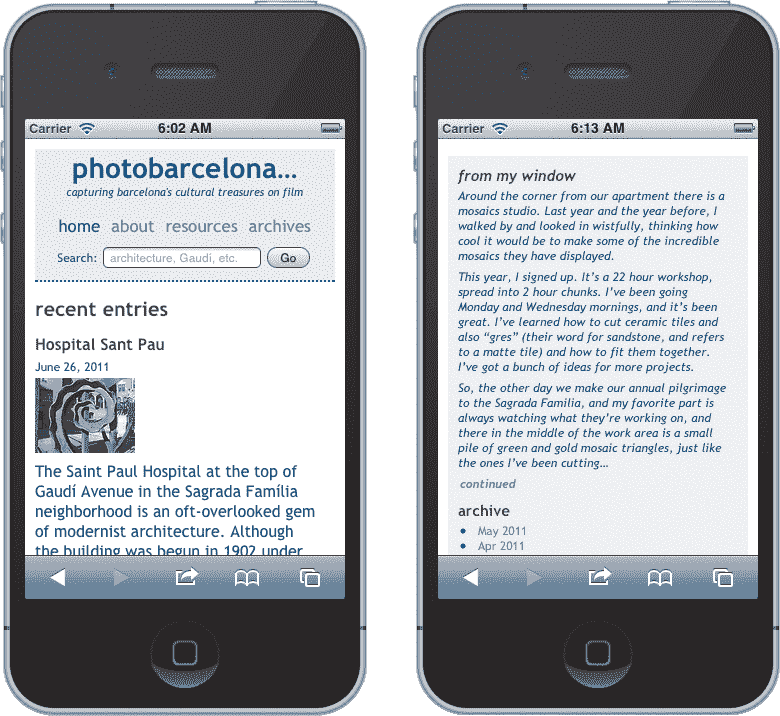 Carrier 6:02 AM
photobarcelona…
capturing barcelona's cultural treasures on film
home about resources archives
Search: architecture, Gaudí, etc. Go
recent entries
Hospital Sant Pau
June 26, 2011
The Saint Paul Hospital at the top of
Gaudí Avenue in the Sagrada Família
neighborhood is an oft-overlooked gem
of modernist architecture. Although
the building was begun in 1902 under
Carrier 6:13 AM
from my window
Around the corner from our apartment there is a
mosaics studio. Last year and the year before, I
walked by and looked in wistfully, thinking how
cool it would be to make some of the incredible
mosaics they have displayed.
This year, I signed up. It’s a 22 hour workshop,
spread into 2 hour chunks. I’ve been going
Monday and Wednesday mornings, and it’s been
great. I’ve learned how to cut ceramic tiles and
also “gres” (their word for sandstone, and refers
to a matte tile) and how to fit them together.
I’ve got a bunch of ideas for more projects.
So, the other day we make our annual pilgrimage
to the Sagrada Familia, and my favorite part is
always watching what they’re working on, and
there in the middle of the work area is a small
pile of green and gold mosaic triangles, just like
the ones I’ve been cutting…
continued
archive
May 2011
Apr 2011